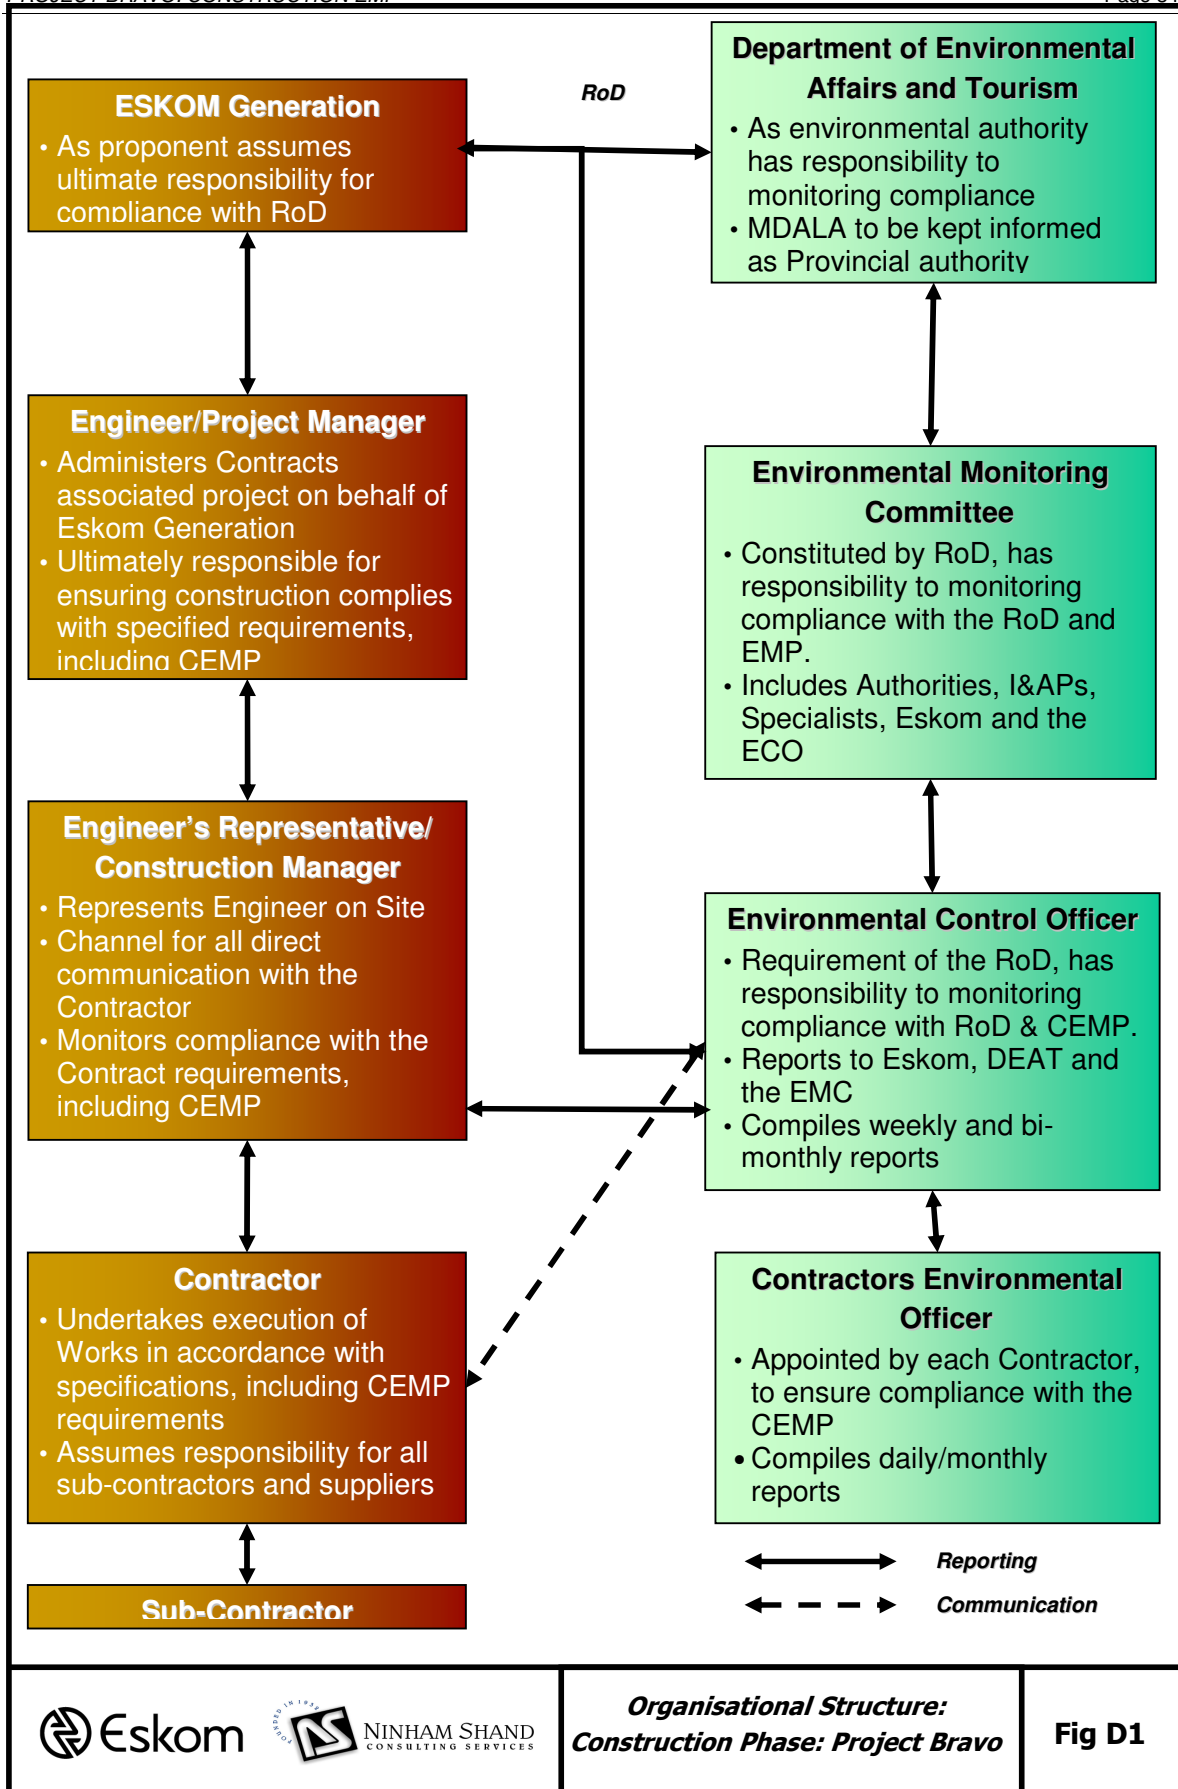 ESKOM Generation
• As proponent assumes
ultimate responsibility for
compliance with RoD
RoD
Department of Environmental
Affairs and Tourism
• As environmental authority
has responsibility to
monitoring compliance
• MDALA to be kept informed
as Provincial authority
Engineer/Project Manager
• Administers Contracts
associated project on behalf of
Eskom Generation
• Ultimately responsible for
ensuring construction complies
with specified requirements,
including CEMP
Environmental Monitoring
Committee
• Constituted by RoD, has
responsibility to monitoring
compliance with the RoD and
EMP.
• Includes Authorities, I&APs,
Specialists, Eskom and the
ECO
Engineer's Representative/
Construction Manager
• Represents Engineer on Site
• Channel for all direct
communication with the
Contractor
• Monitors compliance with the
Contract requirements,
including CEMP
Environmental Control Officer
• Requirement of the RoD, has
responsibility to monitoring
compliance with RoD & CEMP.
• Reports to Eskom, DEAT and
the EMC
• Compiles weekly and bi-
monthly reports
Contractor
• Undertakes execution of
Works in accordance with
specifications, including CEMP
requirements
• Assumes responsibility for all
sub-contractors and suppliers
Contractors Environmental
Officer
• Appointed by each Contractor,
to ensure compliance with the
CEMP
• Compiles daily/monthly
reports
Sub-Contractor
Reporting
Communication
Eskom
FOUNDED IN 1932
NINHAM SHAND
CONSULTING SERVICES
Organisational Structure:
Construction Phase: Project Bravo
Fig D1